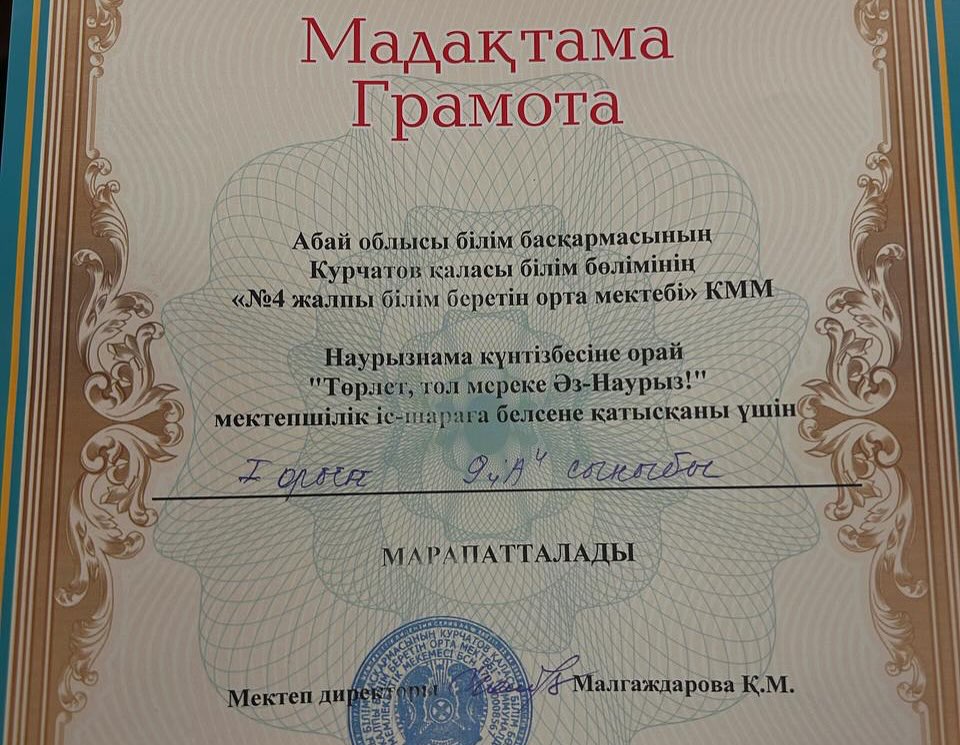 Мадақтама
Грамота
Абай облысы білім басқармасының
Курчатов қаласы білім бөлімінің
«№4 жалпы білім беретін орта мектебі» КММ
Наурызнама күнтізбесіне орай
"Төрлет, төл мереке Әз-Наурыз!"
мектепшілік іс-шараға белсене қатысқаны үшін
I орын 9 „А" сыныбы
МАРАПАТТАЛАДЫ
Мектеп директоры Малгаждарова Қ.М.